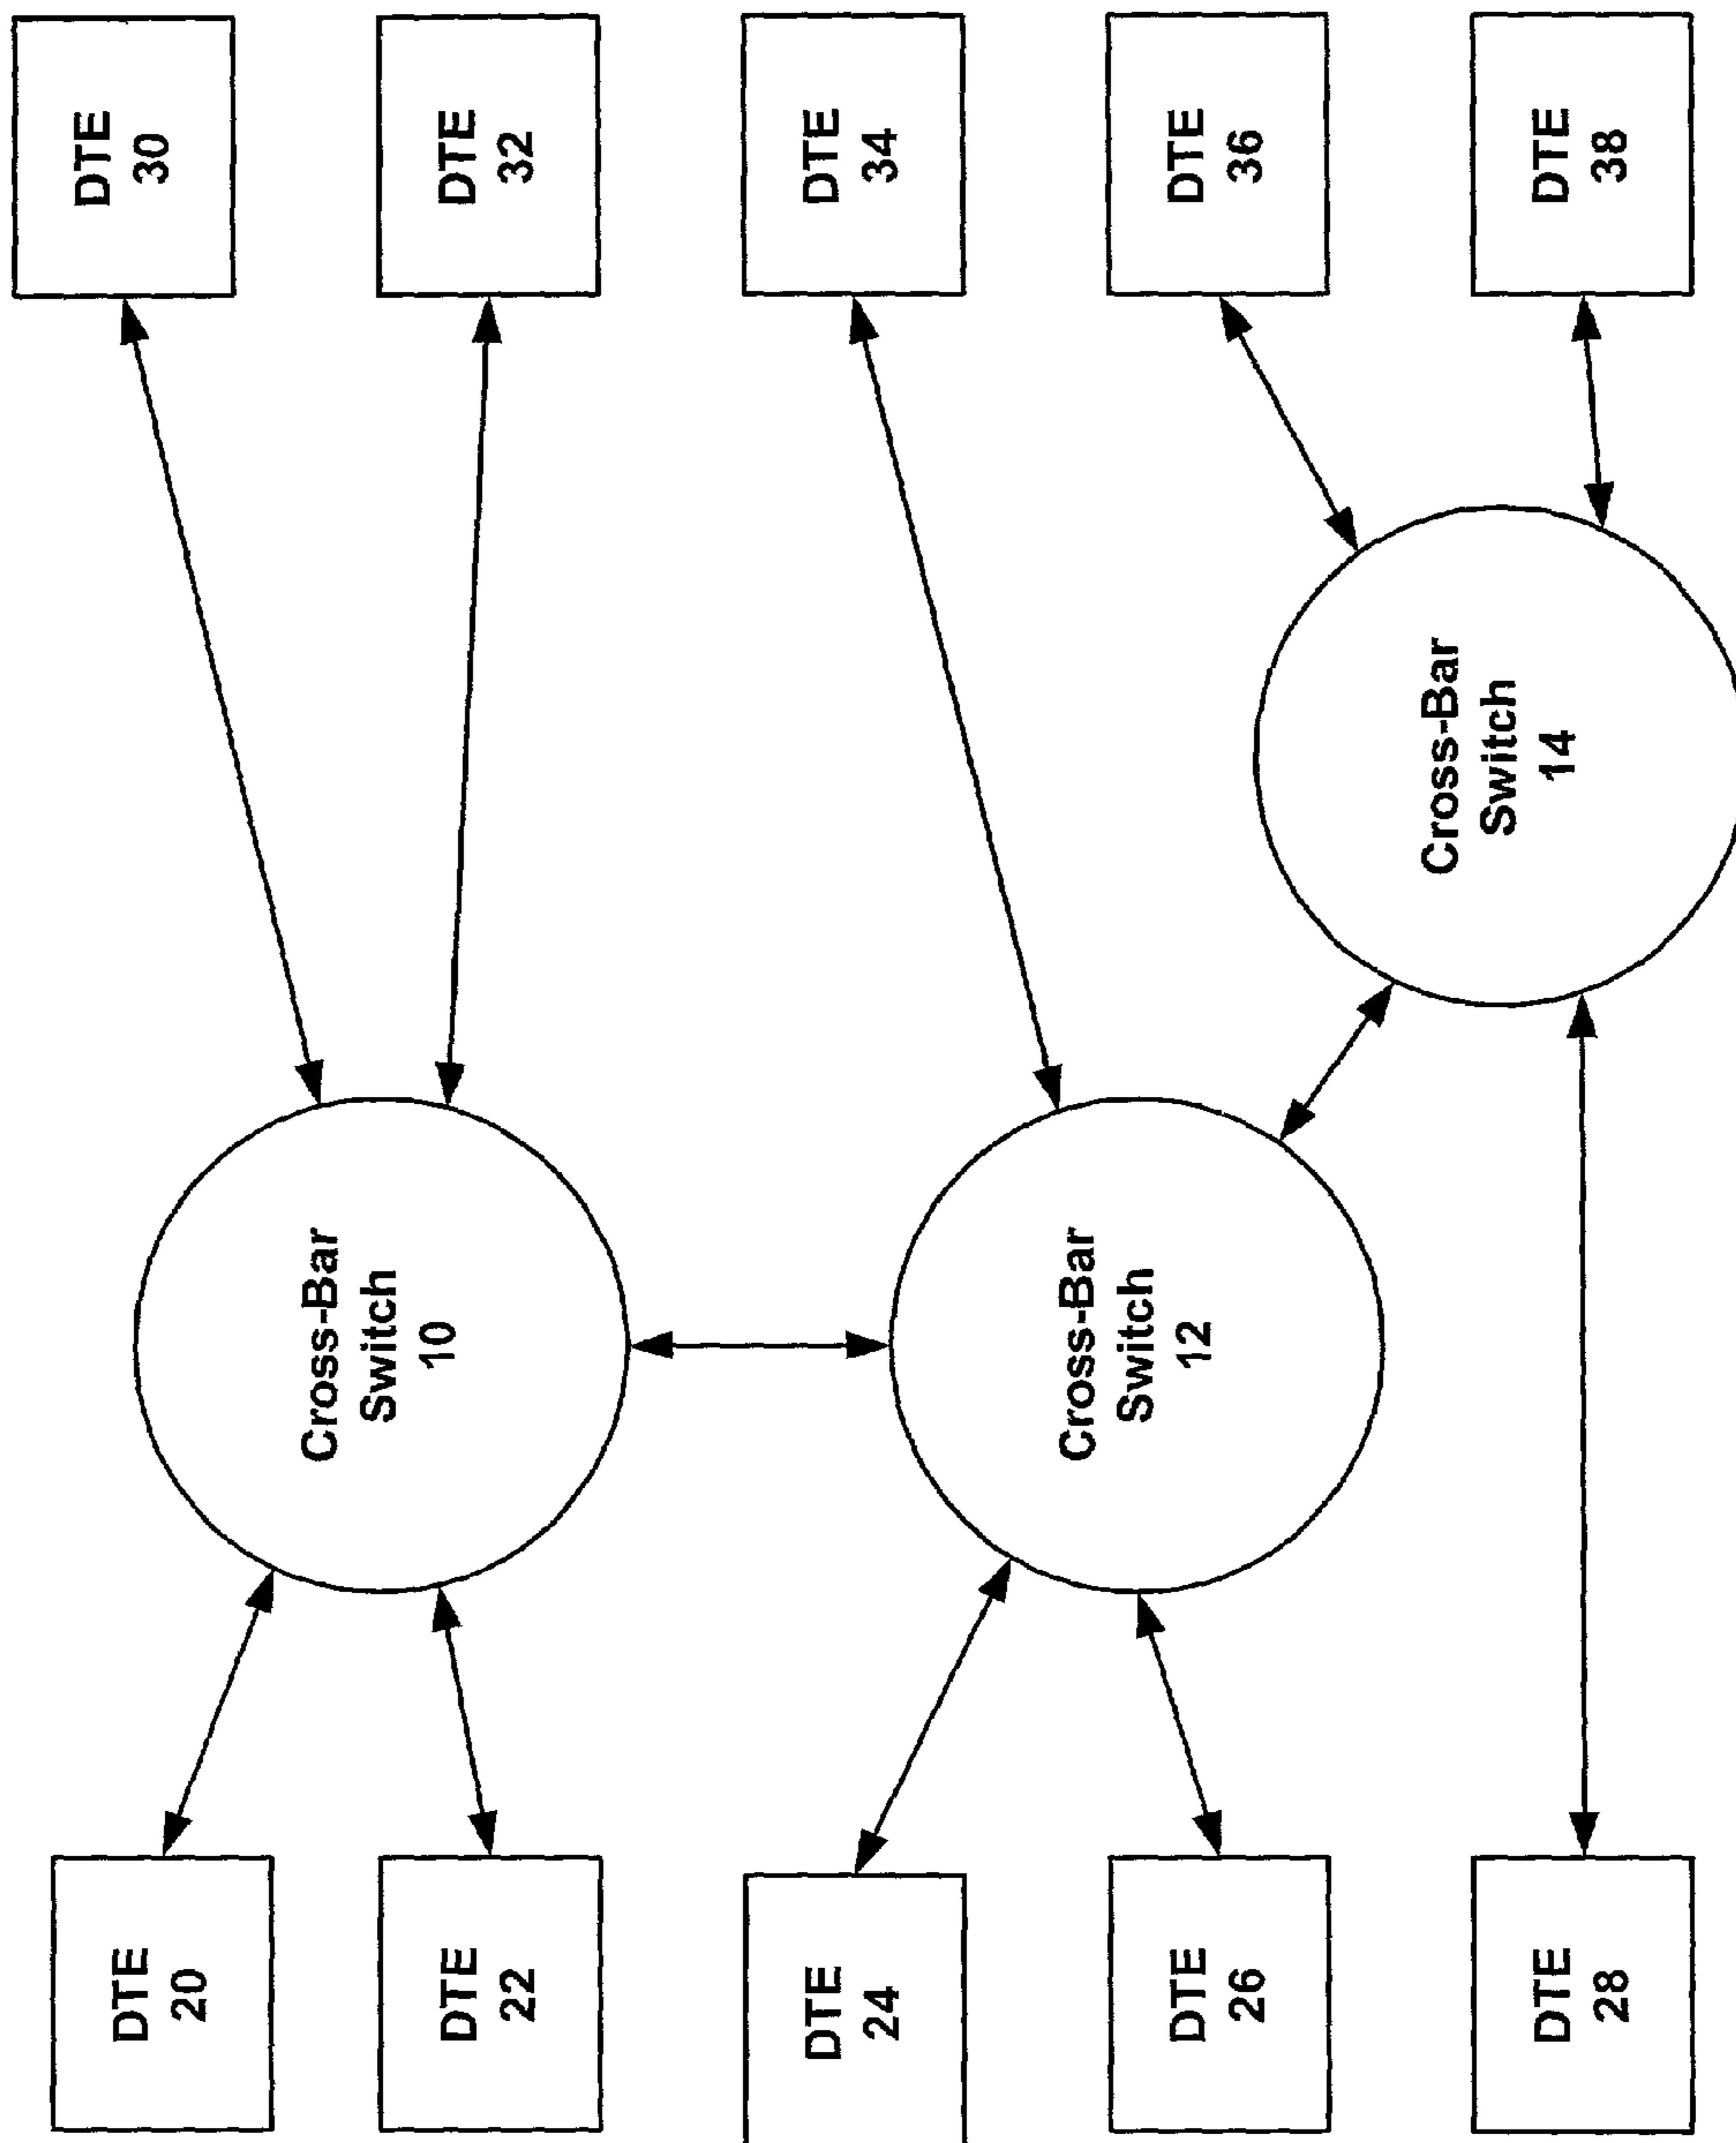 DTE
30
DTE
32
DTE
34
DTE
36
DTE
38
Cross-Bar
Switch
14
Cross-Bar
Switch
10
Cross-Bar
Switch
12
DTE
20
DTE
22
DTE
24
DTE
26
DTE
28